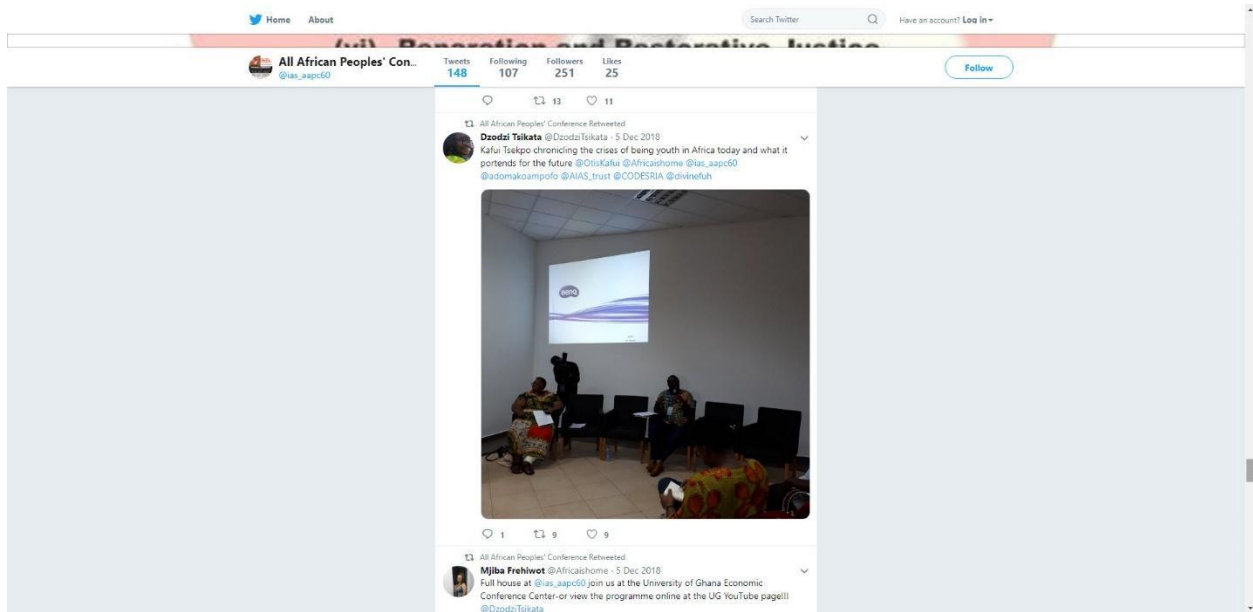 Home About Search Twitter Have an account? Log in
(vi) Reparation and Restorative Justice
All African Peoples' Con...
@ias_aapc60
Tweets Following Followers Likes
148 107 251 25
Follow
13 11
All African Peoples' Conference Retweeted
Dzodzi Tsikata @DzodziTsikata - 5 Dec 2018
Kafui Tsekpo chronicling the crises of being youth in Africa today and what it
portends for the future @OtisKafui @Africaishome @ias_aapc60
@adomakoampofo @AIAS_trust @CODESRIA @divinefuh
BenQ
1 9 9
All African Peoples' Conference Retweeted
Mjiba Frehiwot @Africaishome - 5 Dec 2018
Full house at @ias_aapc60 join us at the University of Ghana Economic
Conference Center-or view the programme online at the UG YouTube page!!!
@DzodziTsikata